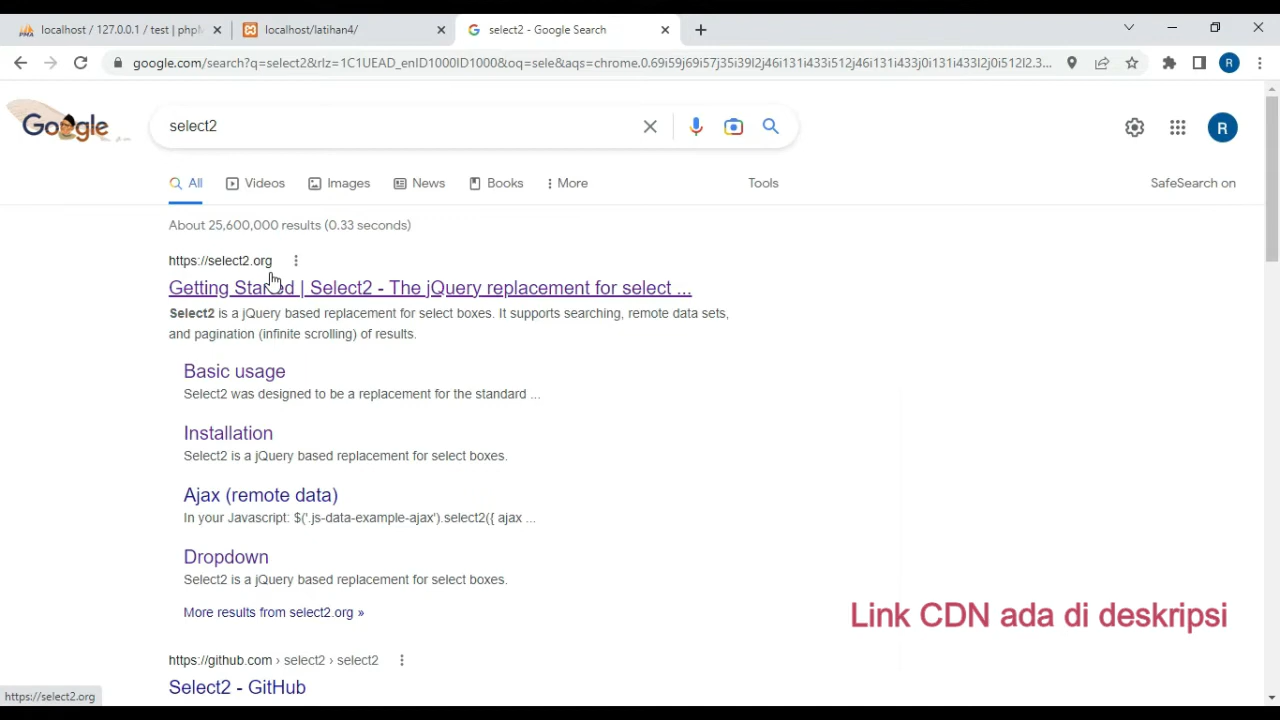 localhost / 127.0.0.1 / test | phpM
localhost/latihan4/
select2 - Google Search
google.com/search?q=select2&rlz=1C1UEAD_enID1000ID1000&oq=sele&aqs=chrome.0.69i59j69i57j35i39l2j46i131i433i512j46i131i433j0i131i433l2j0i512l2.3...
R
Google
select2
R
All
Videos
Images
News
Books
More
Tools
SafeSearch on
About 25,600,000 results (0.33 seconds)
https://select2.org
Getting Started | Select2 - The jQuery replacement for select ...
Select2 is a jQuery based replacement for select boxes. It supports searching, remote data sets,
and pagination (infinite scrolling) of results.
Basic usage
Select2 was designed to be a replacement for the standard ...
Installation
Select2 is a jQuery based replacement for select boxes.
Ajax (remote data)
In your Javascript: $('.js-data-example-ajax').select2({ ajax ...
Dropdown
Select2 is a jQuery based replacement for select boxes.
More results from select2.org »
Link CDN ada di deskripsi
https://github.com › select2 › select2
Select2 - GitHub
https://select2.org